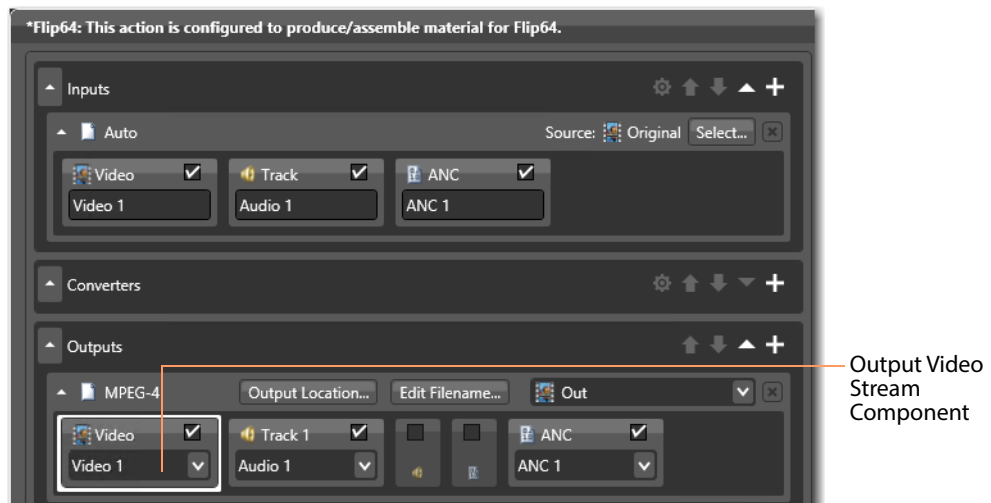 *Flip64: This action is configured to produce/assemble material for Flip64.
Inputs
Auto Source: Original Select...
Video Track ANC
Video 1 Audio 1 ANC 1
Converters
Outputs
MPEG-4 Output Location... Edit Filename... Out
Video Track 1 ANC
Video 1 Audio 1 ANC 1
Output Video
Stream
Component